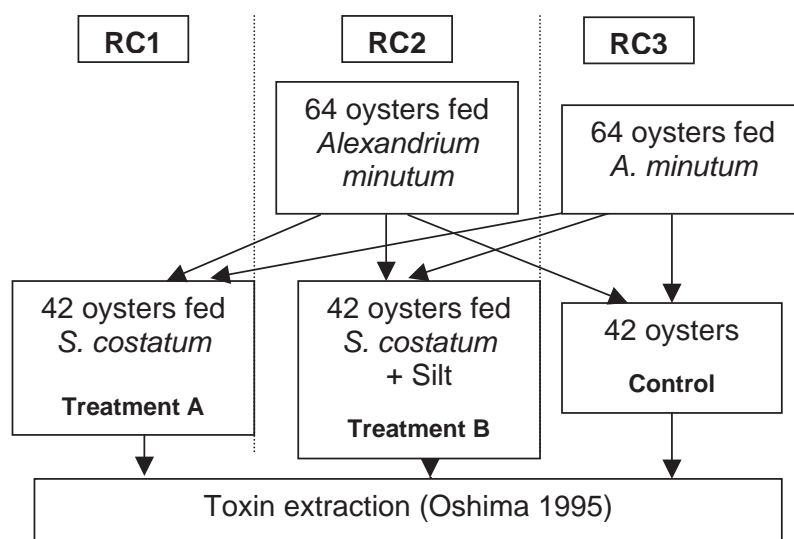 RC1
RC2
RC3
64 oysters fed
Alexandrium
minutum
64 oysters fed
A. minutum
42 oysters fed
S. costatum
Treatment A
42 oysters fed
S. costatum
+ Silt
Treatment B
42 oysters
Control
Toxin extraction (Oshima 1995)